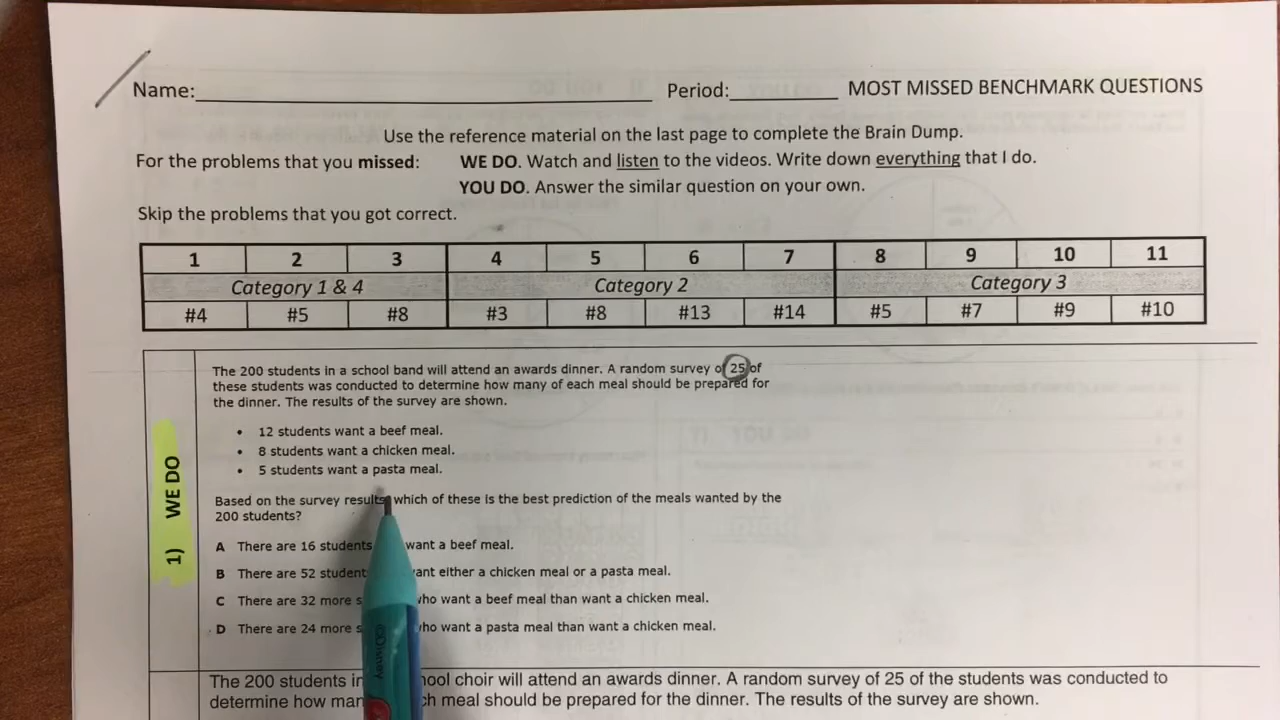 Name: Period: MOST MISSED BENCHMARK QUESTIONS
Use the reference material on the last page to complete the Brain Dump.
For the problems that you missed: WE DO. Watch and listen to the videos. Write down everything that I do.
YOU DO. Answer the similar question on your own.
Skip the problems that you got correct.
1 2 3 4 5 6 7 8 9 10 11
Category 1 & 4 Category 2 Category 3
#4 #5 #8 #3 #8 #13 #14 #5 #7 #9 #10
1) WE DO
The 200 students in a school band will attend an awards dinner. A random survey of 25 of
these students was conducted to determine how many of each meal should be prepared for
the dinner. The results of the survey are shown.
• 12 students want a beef meal.
• 8 students want a chicken meal.
• 5 students want a pasta meal.
Based on the survey results, which of these is the best prediction of the meals wanted by the
200 students?
A There are 16 students want a beef meal.
B There are 52 student ant either a chicken meal or a pasta meal.
C There are 32 more s who want a beef meal than want a chicken meal.
D There are 24 more s who want a pasta meal than want a chicken meal.
The 200 students in hool choir will attend an awards dinner. A random survey of 25 of the students was conducted to
determine how man ch meal should be prepared for the dinner. The results of the survey are shown.
Disney